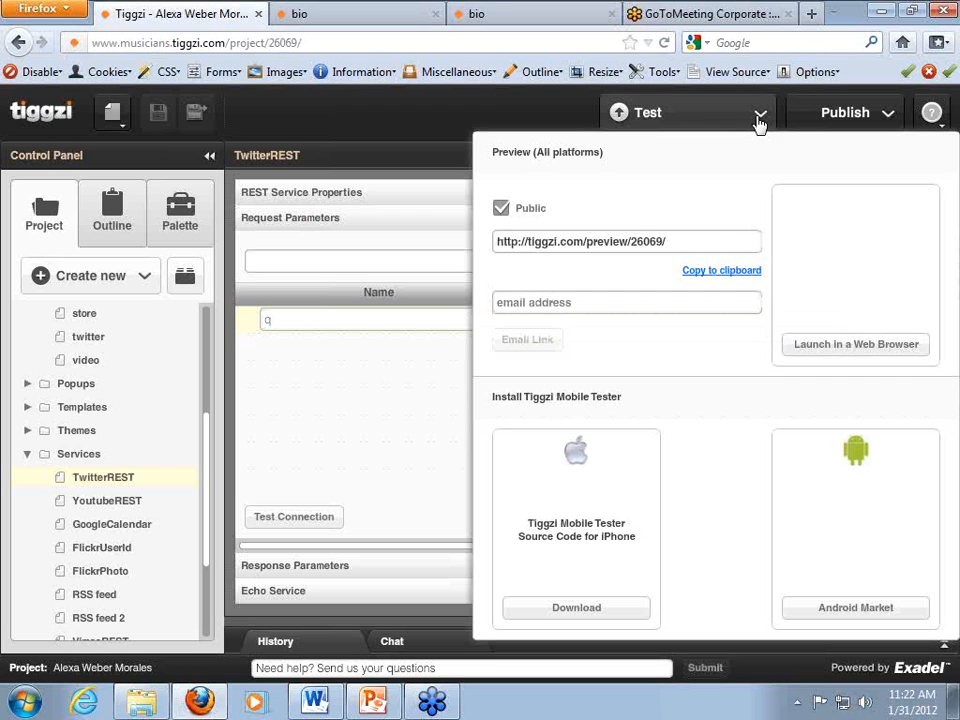 Firefox
Tiggzi - Alexa Weber Mor...
bio
bio
GoToMeeting Corporate :...
www.musicians.tiggzi.com/project/26069/
Google
Disable
Cookies
CSS
Forms
Images
Information
Miscellaneous
Outline
Resize
Tools
View Source
Options
tiggzi
Test
Publish
?
Control Panel
TwitterREST
Preview (All platforms)
Project
Outline
Palette
REST Service Properties
Request Parameters
Public
http://tiggzi.com/preview/26069/
Copy to clipboard
Create new
Name
email address
q
Email Link
Launch in a Web Browser
store
twitter
video
Popups
Templates
Themes
Services
TwitterREST
YoutubeREST
GoogleCalendar
FlickrUserId
FlickrPhoto
RSS feed
RSS feed 2
VimeoREST
Install Tiggzi Mobile Tester
Tiggzi Mobile Tester
Source Code for iPhone
Download
Android Market
Test Connection
Response Parameters
Echo Service
History
Chat
Project: Alexa Weber Morales
Need help? Send us your questions
Submit
Powered by Exadel
11:22 AM
1/31/2012